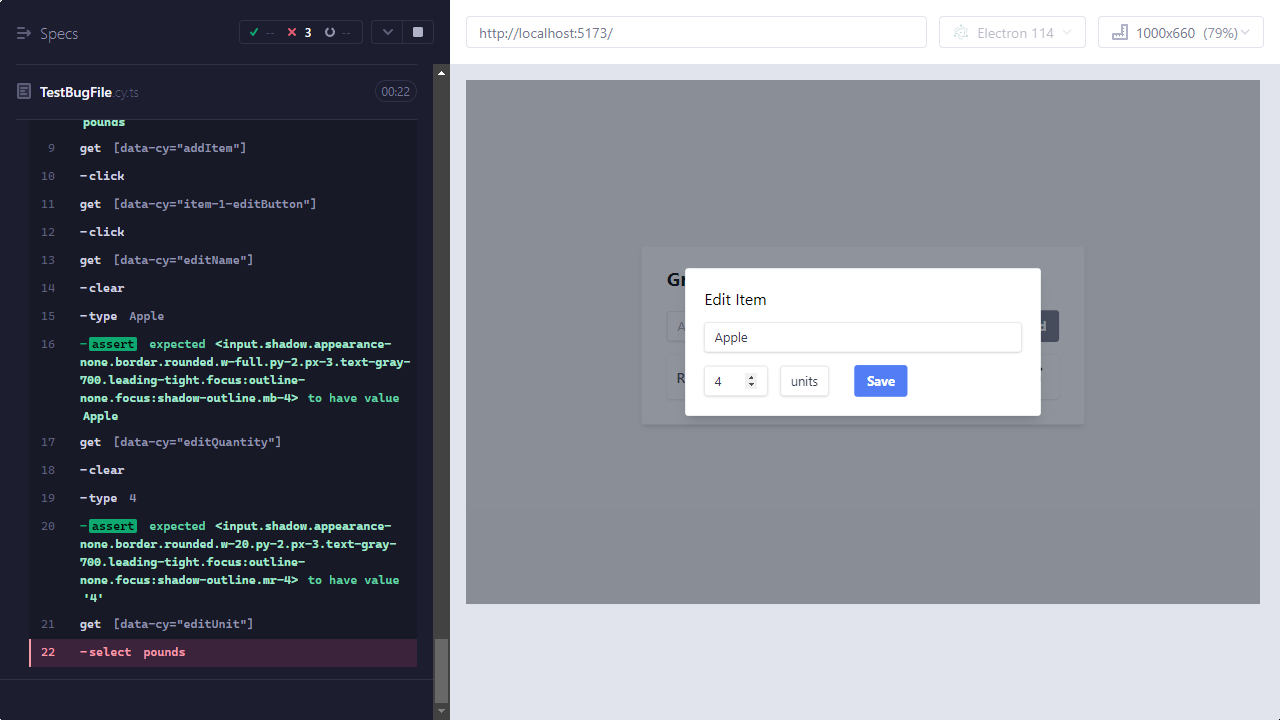 Specs
-- 3 --
TestBugFile.cy.ts 00:22
pounds
9 get [data-cy="addItem"]
10 -click
11 get [data-cy="item-1-editButton"]
12 -click
13 get [data-cy="editName"]
14 -clear
15 -type Apple
16 -assert expected <input.shadow.appearance-
none.border.rounded.w-full.py-2.px-3.text-gray-
700.leading-tight.focus:outline-
none.focus:shadow-outline.mb-4> to have value
Apple
17 get [data-cy="editQuantity"]
18 -clear
19 -type 4
20 -assert expected <input.shadow.appearance-
none.border.rounded.w-20.py-2.px-3.text-gray-
700.leading-tight.focus:outline-
none.focus:shadow-outline.mr-4> to have value
'4'
21 get [data-cy="editUnit"]
22 -select pounds
http://localhost:5173/
Electron 114
1000x660 (79%)
Edit Item
Apple
4 units Save